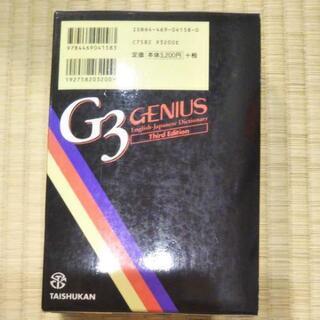 ISBN4-469-04158-0
C7582 ¥3200E
定価 本体3,200円 +税
9784469041583
1927582032006
G3 GENIUS
English-Japanese Dictionary
Third Edition
TAISHUKAN